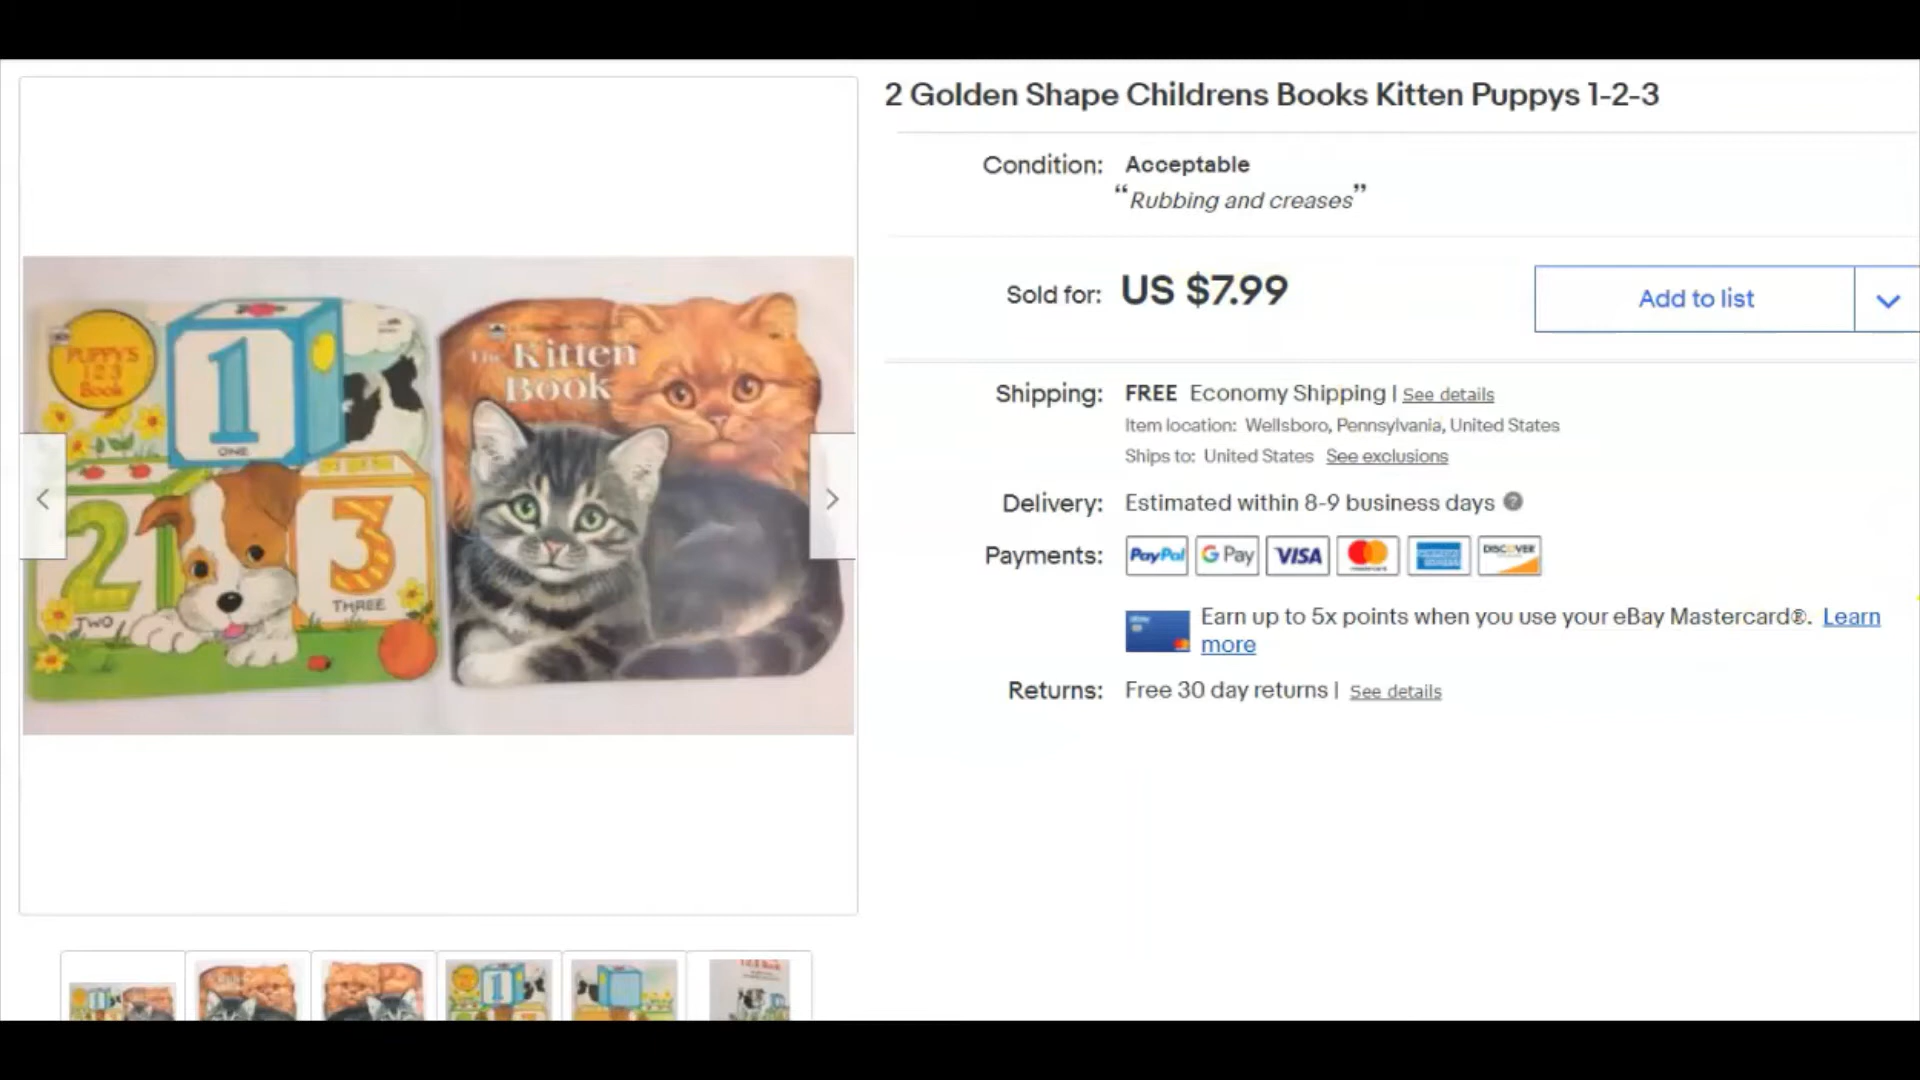 2 Golden Shape Childrens Books Kitten Puppys 1-2-3
Condition: Acceptable
“Rubbing and creases”
Sold for: US $7.99
Add to list
Shipping: FREE Economy Shipping | See details
Item location: Wellsboro, Pennsylvania, United States
Ships to: United States See exclusions
Delivery: Estimated within 8-9 business days ?
Payments: PayPal G Pay VISA mastercard DISCOVER
Earn up to 5x points when you use your eBay Mastercard®. Learn
more
Returns: Free 30 day returns | See details
PUPPY'S
1 2 3
Book
1
ONE
2
TWO
3
THREE
The Kitten
Book